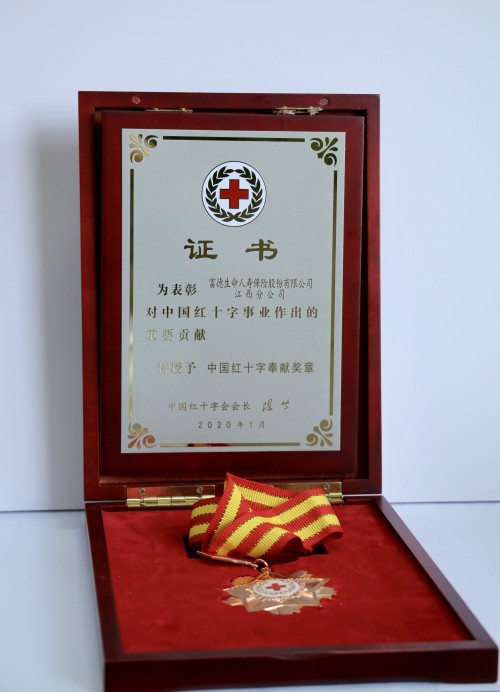 证书
为表彰 富德生命人寿保险股份有限公司
江西分公司
对中国红十字事业作出的
重要贡献
特授予 中国红十字奉献奖章
中国红十字会会长
2020年1月